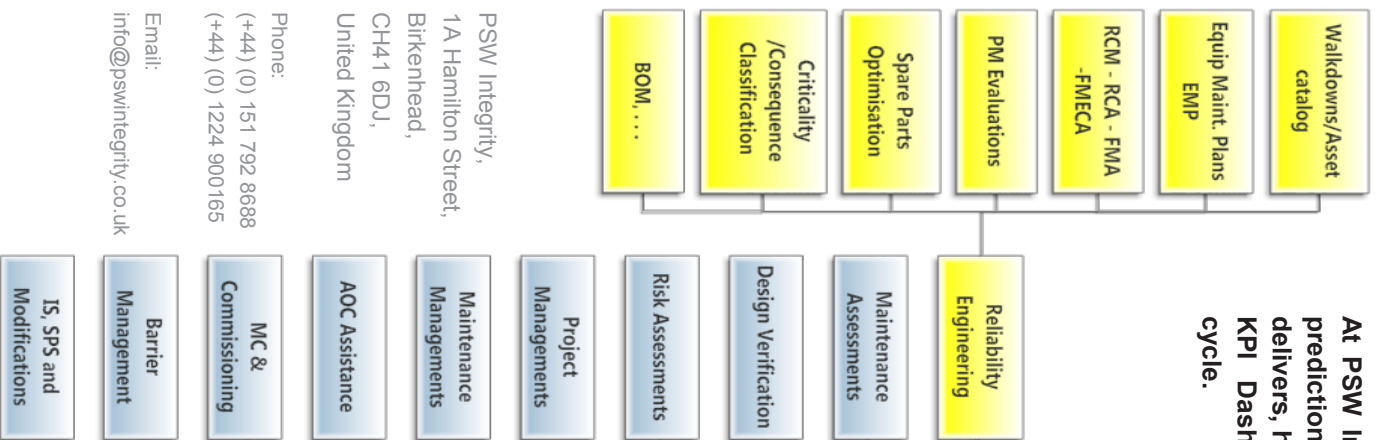 At PSW I
prediction
delivers, h
KPI Dash
cycle.
Walkdowns/Asset
catalog
Equip Maint. Plans
EMP
RCM - RCA - FMA
-FMECA
PM Evaluations
Spare Parts
Optimisation
Criticality
/Consequence
Classification
BOM, . . .
Reliability
Engineering
Maintenance
Assessments
Design Verification
Risk Assessments
Project
Managements
Maintenance
Managements
AOC Assistance
MC &
Commissioning
Barrier
Management
IS, SPS and
Modifications
PSW Integrity,
1A Hamilton Street,
Birkenhead,
CH41 6DJ,
United Kingdom
Phone:
(+44) (0) 151 792 8688
(+44) (0) 1224 900165
Email:
info@pswintegrity.co.uk